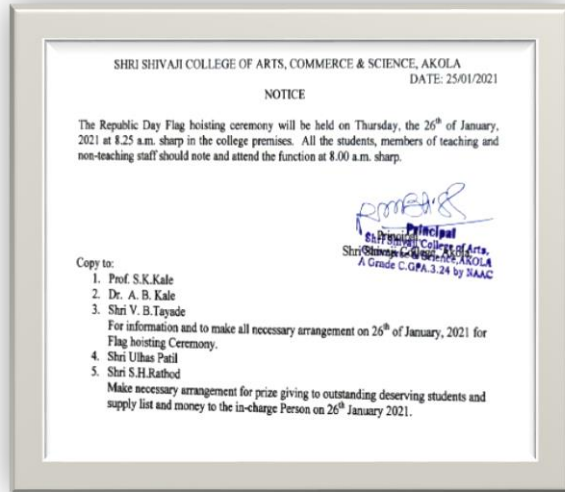 SHRI SHIVAJI COLLEGE OF ARTS, COMMERCE & SCIENCE, AKOLA
DATE: 25/01/2021
NOTICE
The Republic Day Flag hoisting ceremony will be held on Thursday, the 26th of January,
2021 at 8.25 a.m. sharp in the college premises. All the students, members of teaching and
non-teaching staff should note and attend the function at 8.00 a.m. sharp.
Principal
Shri Shivaji College of Arts,
Commerce & Science, AKOLA
A Grade C.GPA.3.24 by NAAC
Copy to:
1. Prof. S.K.Kale
2. Dr. A. B. Kale
3. Shri V. B.Tayade
For information and to make all necessary arrangement on 26th of January, 2021 for
Flag hoisting Ceremony.
4. Shri Ulhas Patil
5. Shri S.H.Rathod
Make necessary arrangement for prize giving to outstanding deserving students and
supply list and money to the in-charge Person on 26th January 2021.